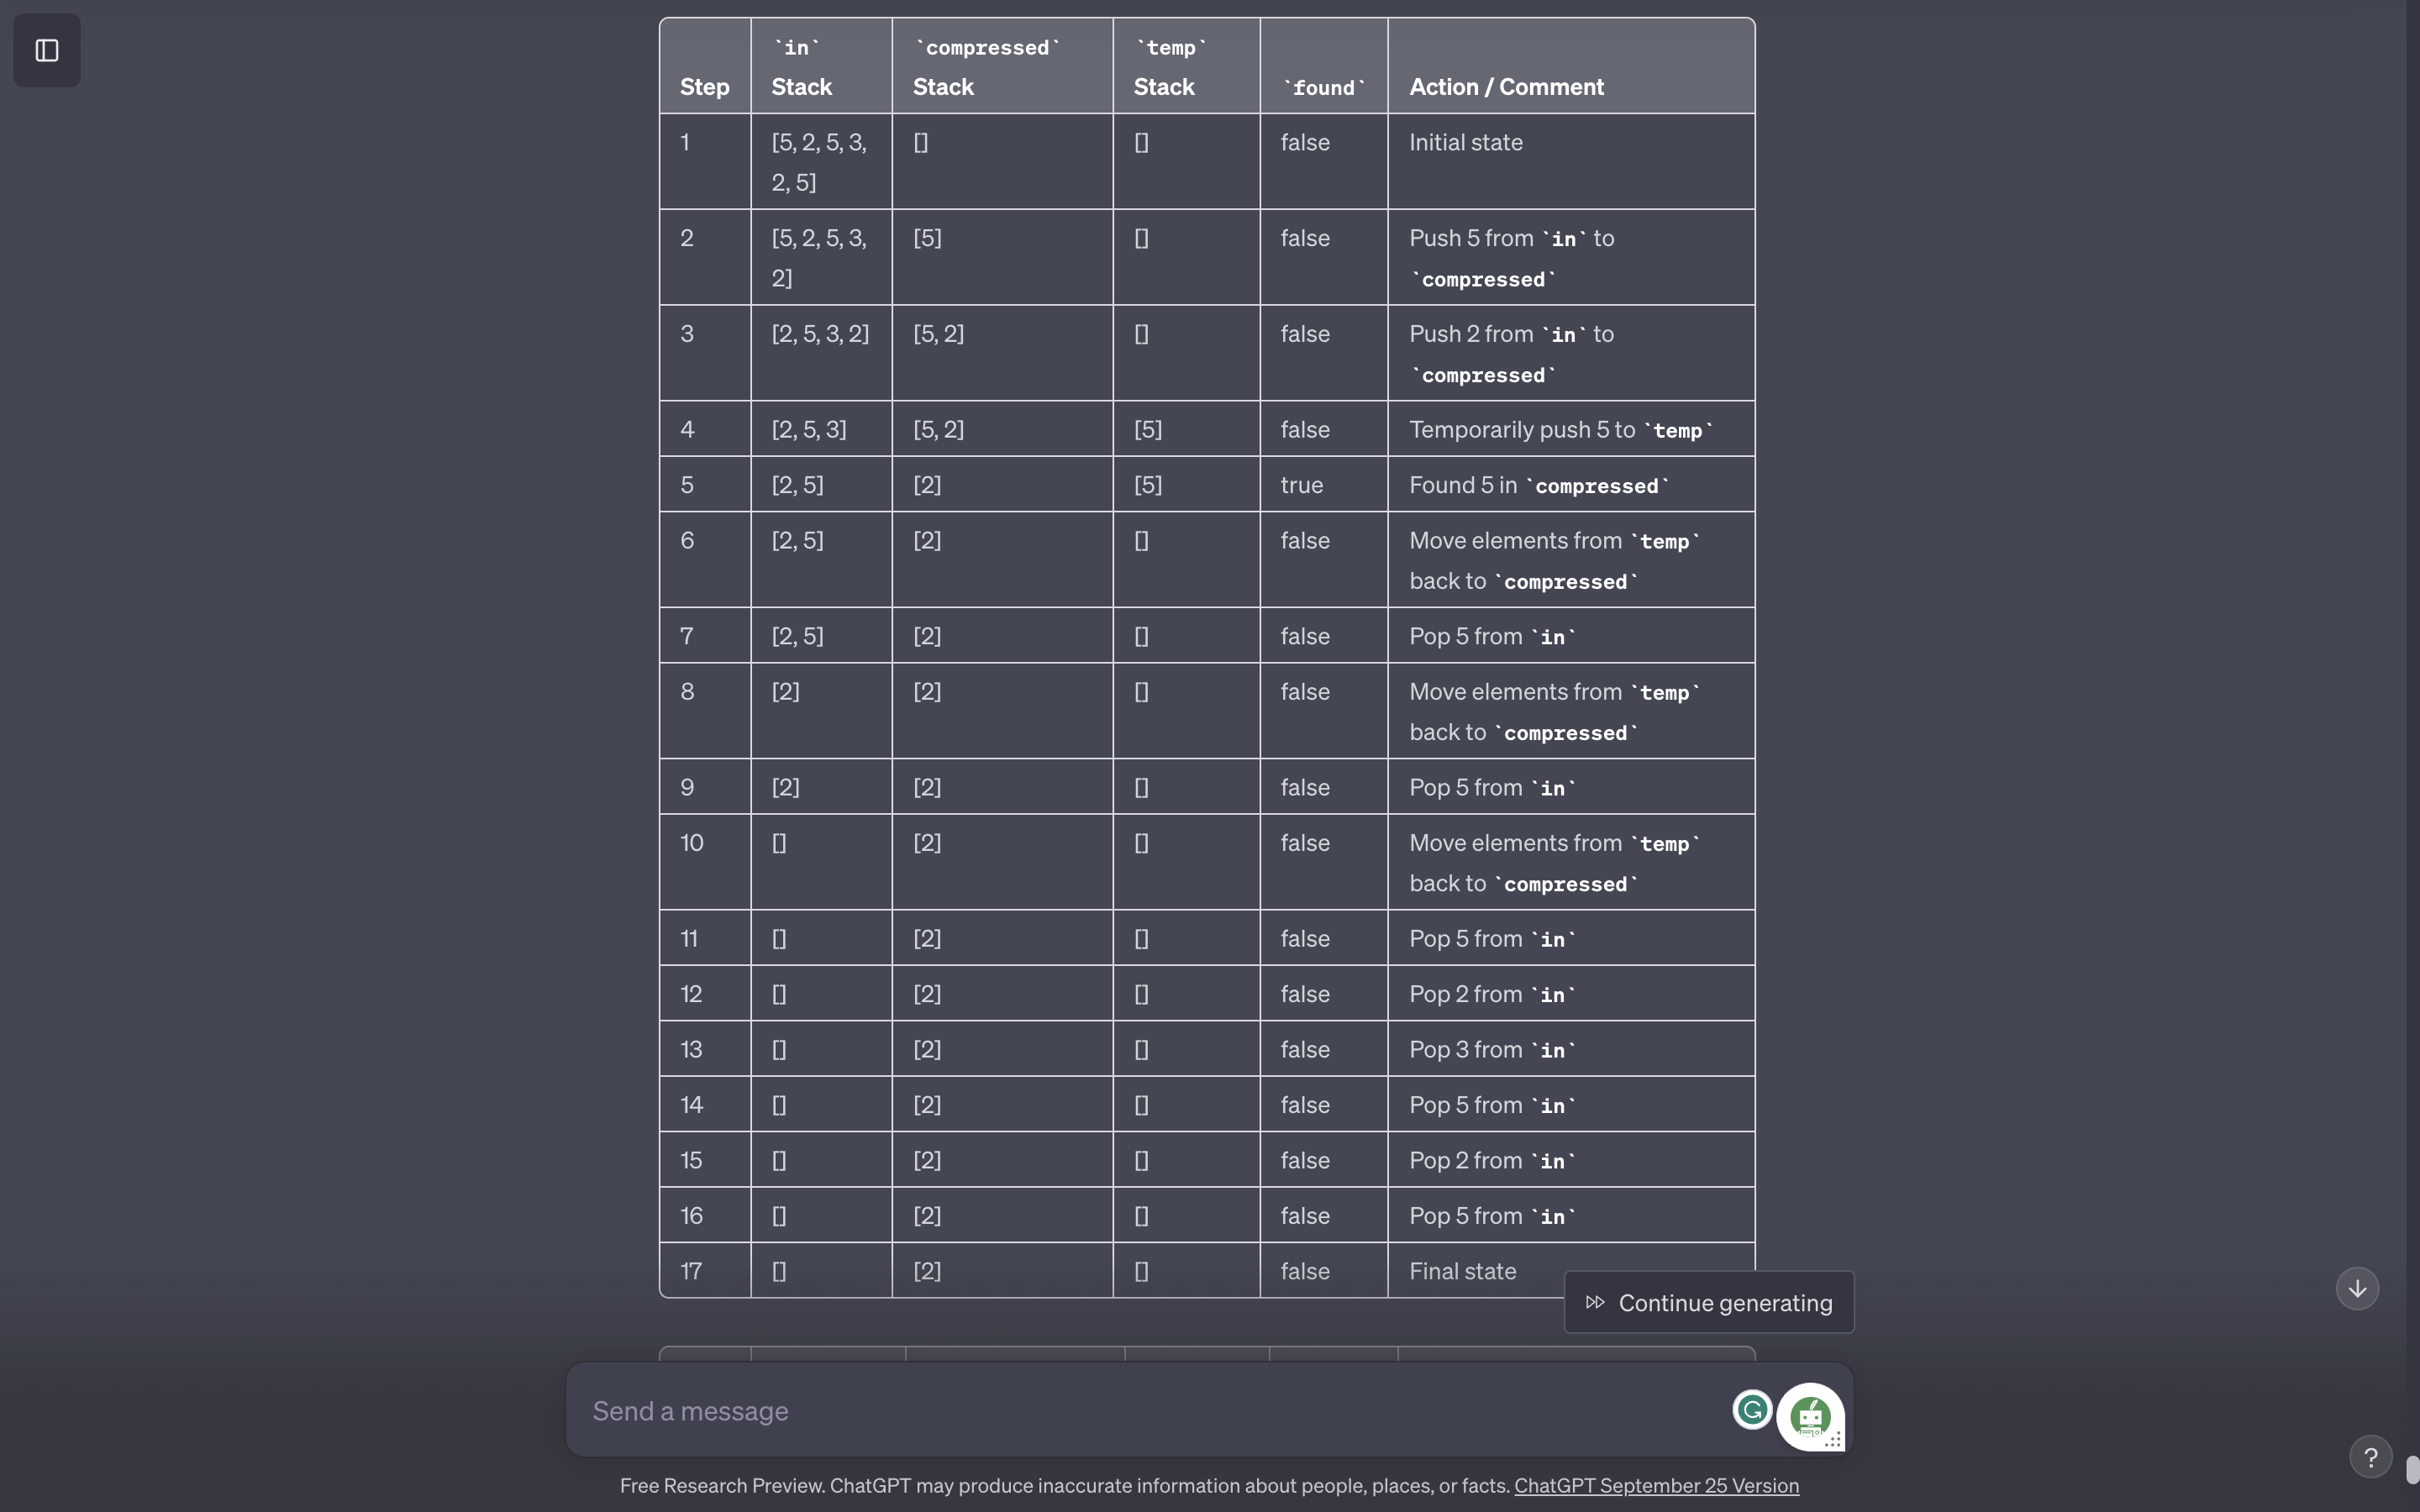 Step `in` Stack `compressed` Stack `temp` Stack `found` Action / Comment
1 [5, 2, 5, 3, 2, 5] [] [] false Initial state
2 [5, 2, 5, 3, 2] [5] [] false Push 5 from `in` to `compressed`
3 [2, 5, 3, 2] [5, 2] [] false Push 2 from `in` to `compressed`
4 [2, 5, 3] [5, 2] [5] false Temporarily push 5 to `temp`
5 [2, 5] [2] [5] true Found 5 in `compressed`
6 [2, 5] [2] [] false Move elements from `temp` back to `compressed`
7 [2, 5] [2] [] false Pop 5 from `in`
8 [2] [2] [] false Move elements from `temp` back to `compressed`
9 [2] [2] [] false Pop 5 from `in`
10 [] [2] [] false Move elements from `temp` back to `compressed`
11 [] [2] [] false Pop 5 from `in`
12 [] [2] [] false Pop 2 from `in`
13 [] [2] [] false Pop 3 from `in`
14 [] [2] [] false Pop 5 from `in`
15 [] [2] [] false Pop 2 from `in`
16 [] [2] [] false Pop 5 from `in`
17 [] [2] [] false Final state
Continue generating
Send a message
?
Free Research Preview. ChatGPT may produce inaccurate information about people, places, or facts. ChatGPT September 25 Version